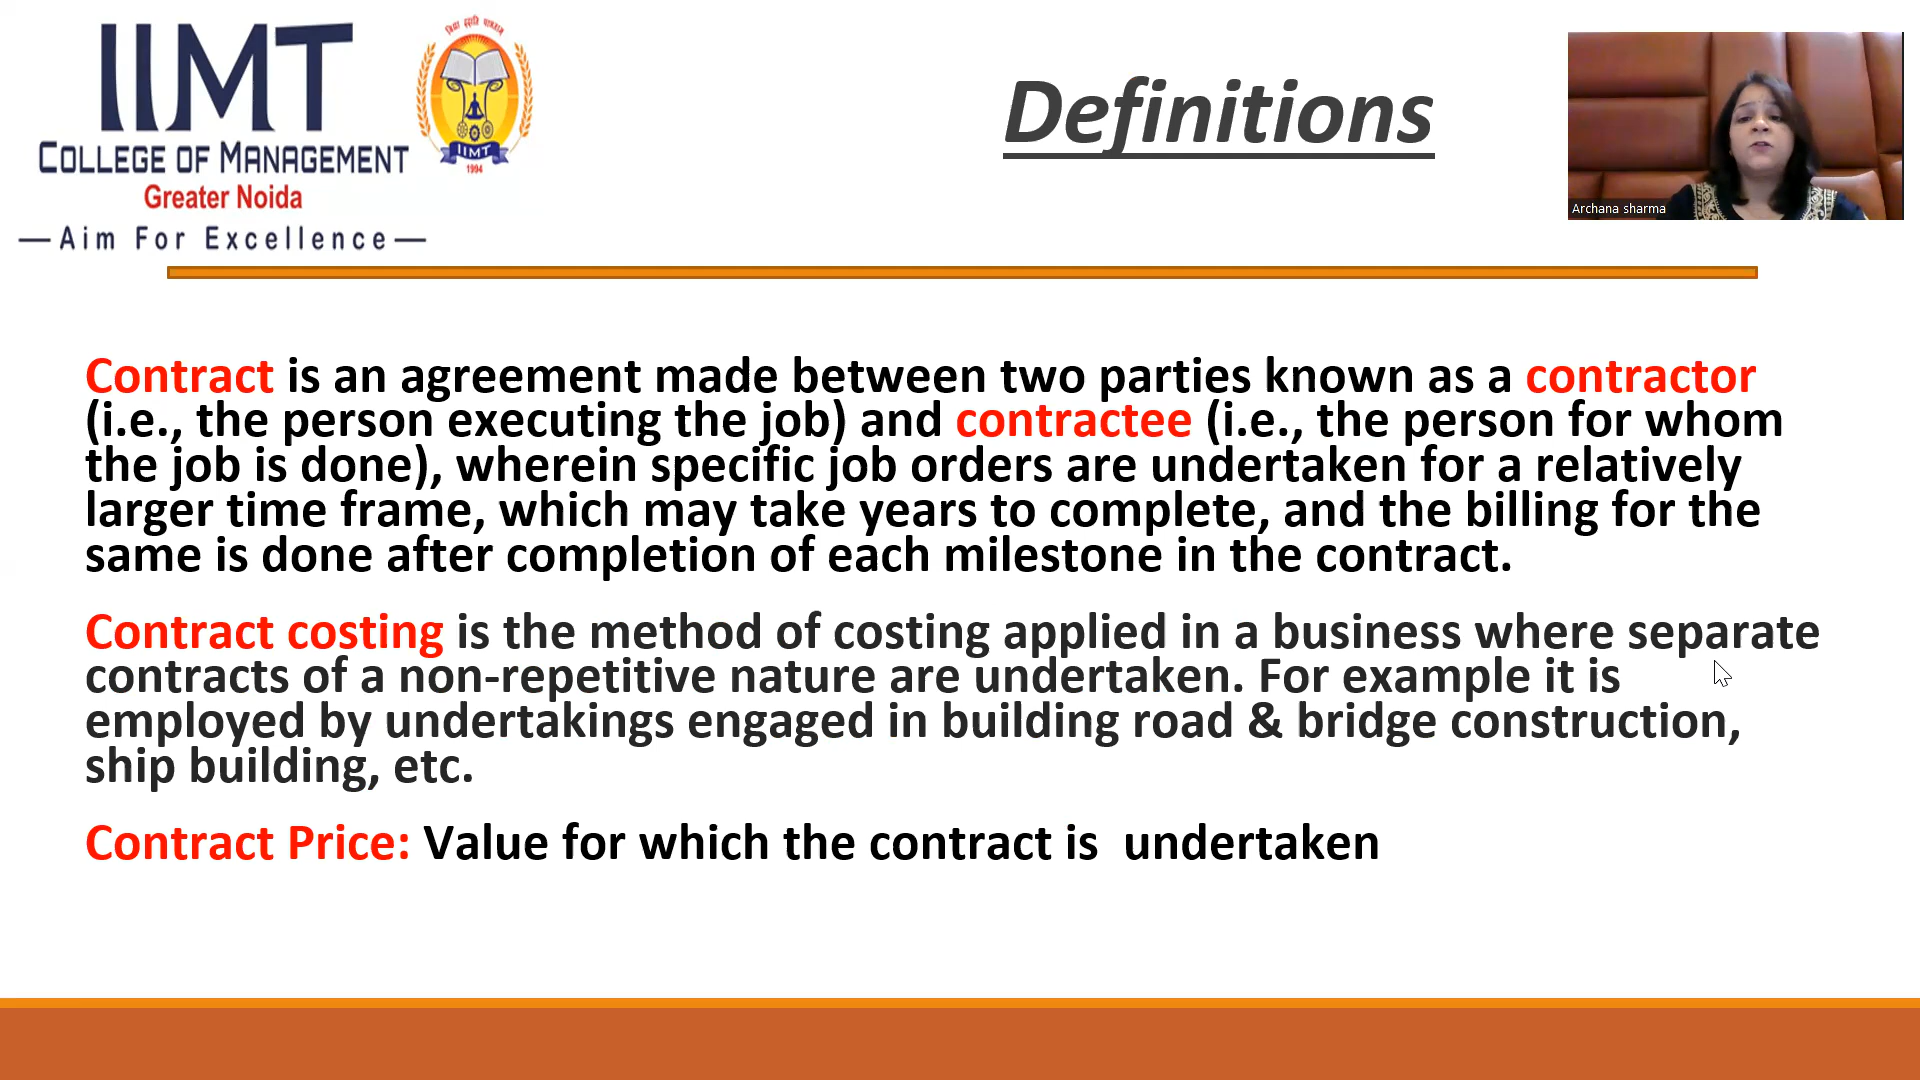 IIMT
COLLEGE OF MANAGEMENT
Greater Noida
—Aim For Excellence—
IIMT
1994
Definitions
Archana sharma
Contract is an agreement made between two parties known as a contractor
(i.e., the person executing the job) and contractee (i.e., the person for whom
the job is done), wherein specific job orders are undertaken for a relatively
larger time frame, which may take years to complete, and the billing for the
same is done after completion of each milestone in the contract.
Contract costing is the method of costing applied in a business where separate
contracts of a non-repetitive nature are undertaken. For example it is
employed by undertakings engaged in building road & bridge construction,
ship building, etc.
Contract Price: Value for which the contract is  undertaken